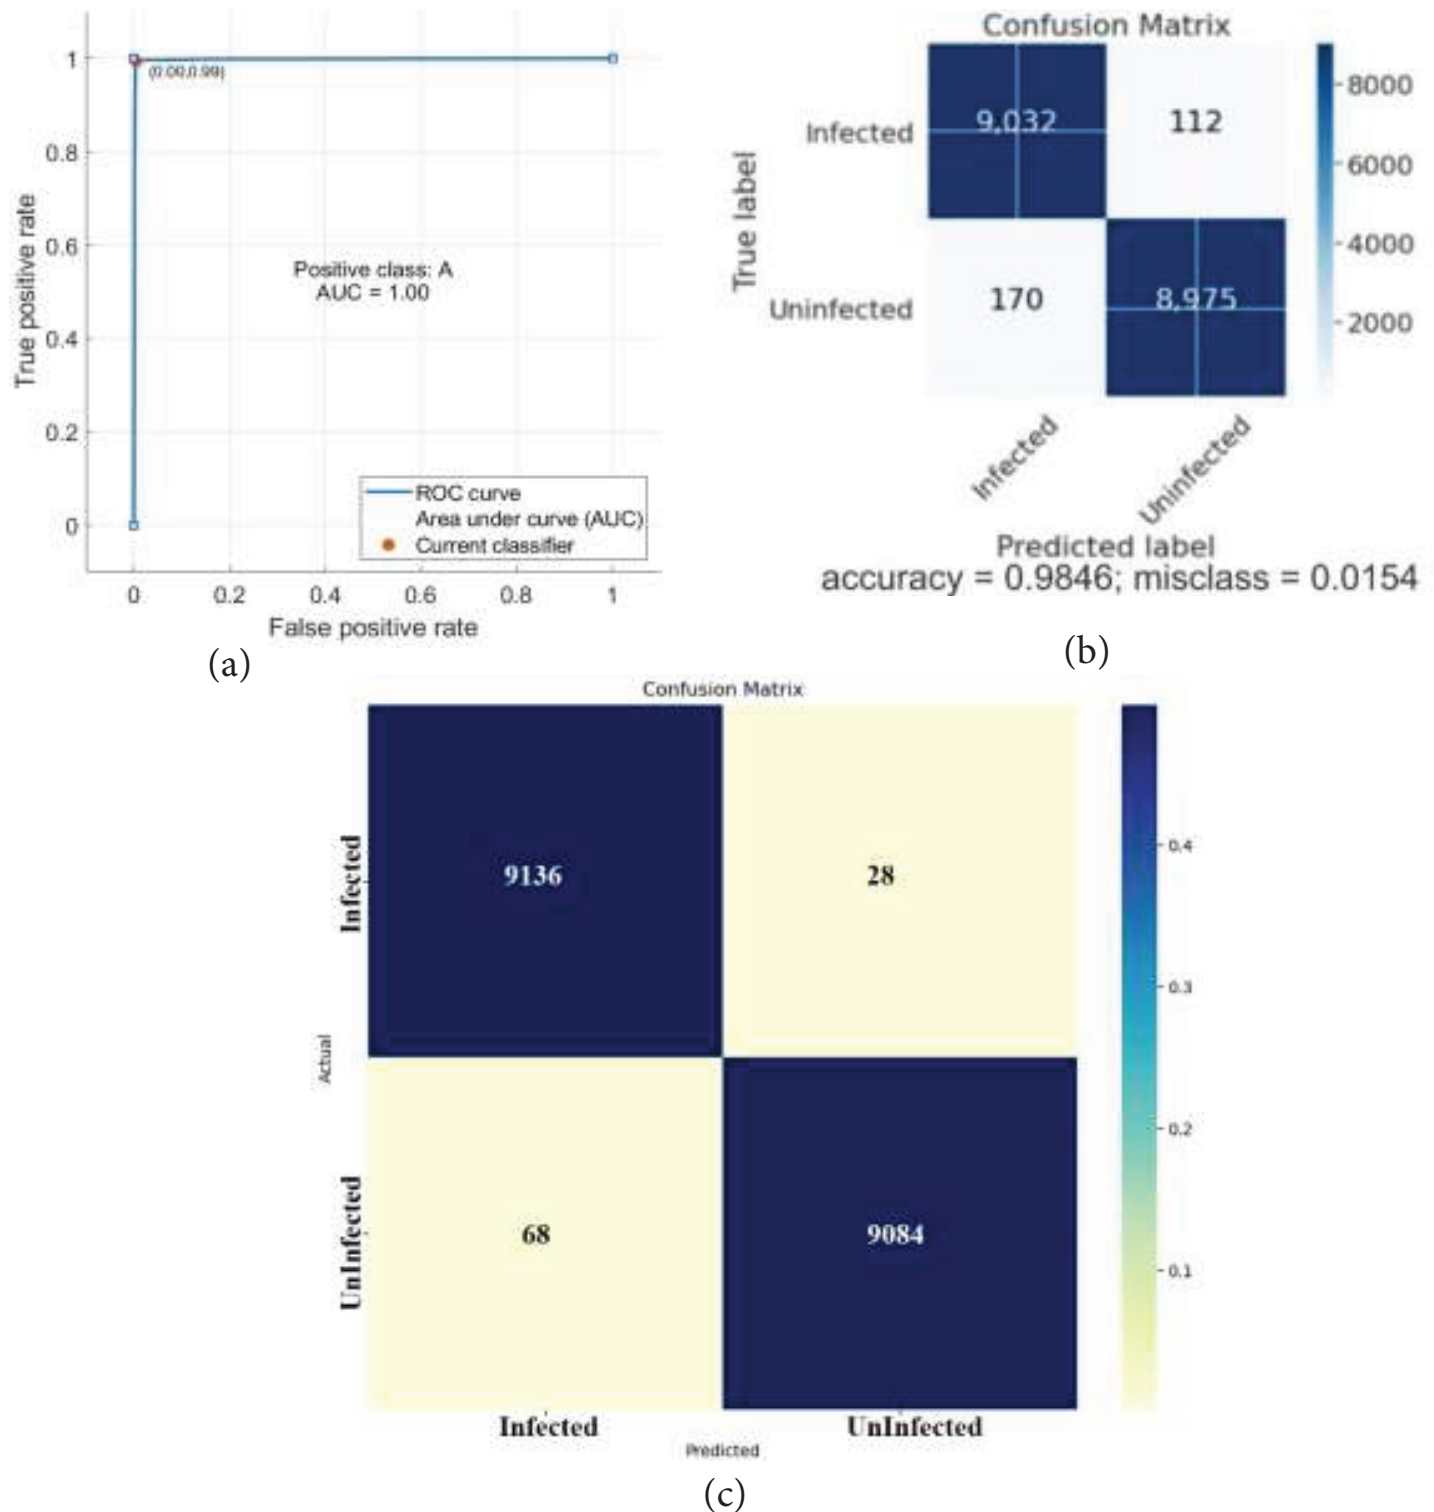 1
(0.00,0.99)
0.8
0.6
0.4
0.2
0
True positive rate
Positive class: A
AUC = 1.00
ROC curve
Area under curve (AUC)
Current classifier
0 0.2 0.4 0.6 0.8 1
False positive rate
(a)
Confusion Matrix
True label
Infected 9,032 112
Uninfected 170 8,975
8000
6000
4000
2000
Infected Uninfected
Predicted label
accuracy = 0.9846; misclass = 0.0154
(b)
Confusion Matrix
Actual
Infected 9136 28
UnInfected 68 9084
0.4
0.3
0.2
0.1
Infected UnInfected
Predicted
(c)